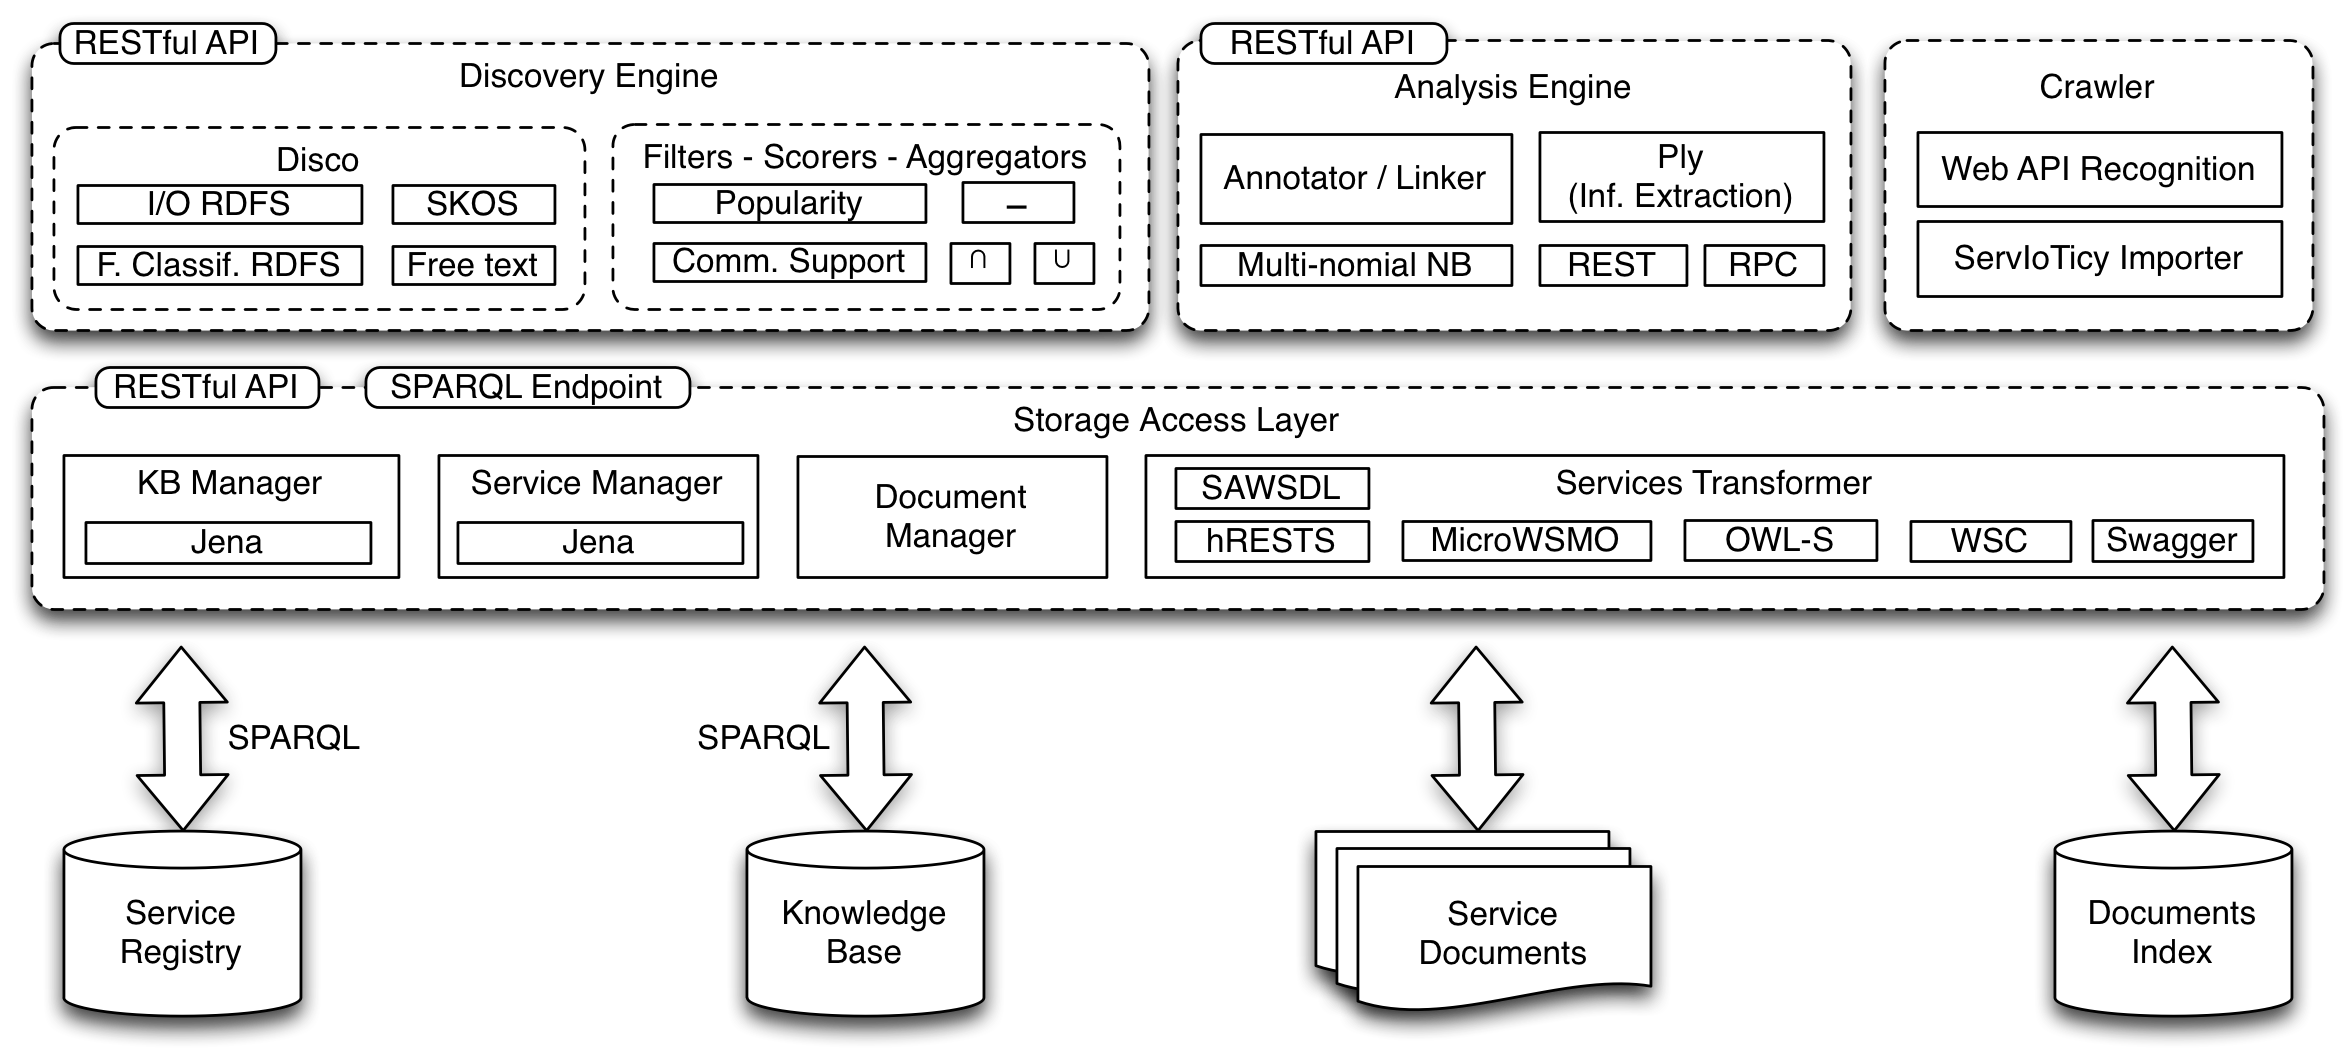 RESTful API
Discovery Engine
Disco
I/O RDFS
SKOS
F. Classif. RDFS
Free text
Filters - Scorers - Aggregators
Popularity
–
Comm. Support
∩
∪
RESTful API
Analysis Engine
Annotator / Linker
Ply
(Inf. Extraction)
Multi-nomial NB
REST
RPC
Crawler
Web API Recognition
ServIoTicy Importer
RESTful API
SPARQL Endpoint
Storage Access Layer
KB Manager
Jena
Service Manager
Jena
Document
Manager
SAWSDL
Services Transformer
hRESTS
MicroWSMO
OWL-S
WSC
Swagger
SPARQL
SPARQL
Service
Registry
Knowledge
Base
Service
Documents
Documents
Index